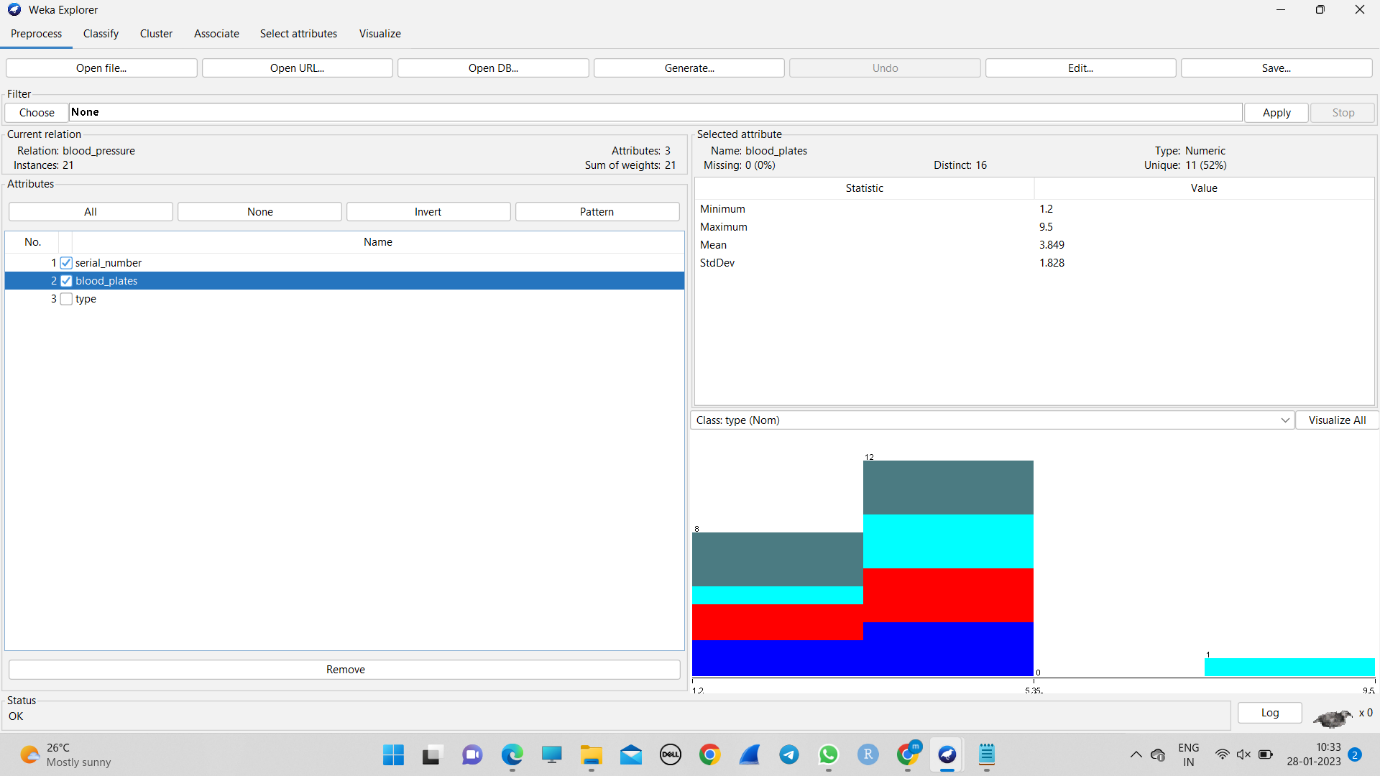 Weka Explorer
Preprocess Classify Cluster Associate Select attributes Visualize
Open file... Open URL... Open DB... Generate... Undo Edit... Save...
Filter
Choose None Apply Stop
Current relation
Relation: blood_pressure Attributes: 3
Instances: 21 Sum of weights: 21
Attributes
All None Invert Pattern
No. Name
1 serial_number
2 blood_plates
3 type
Remove
Selected attribute
Name: blood_plates Type: Numeric
Missing: 0 (0%) Distinct: 16 Unique: 11 (52%)
Statistic Value
Minimum 1.2
Maximum 9.5
Mean 3.849
StdDev 1.828
Class: type (Nom) Visualize All
12
8
1
0
1.2 5.35 9.5
Status
OK
Log x 0
26°C
Mostly sunny
DELL
R
m
ENG
IN
10:33
28-01-2023
2